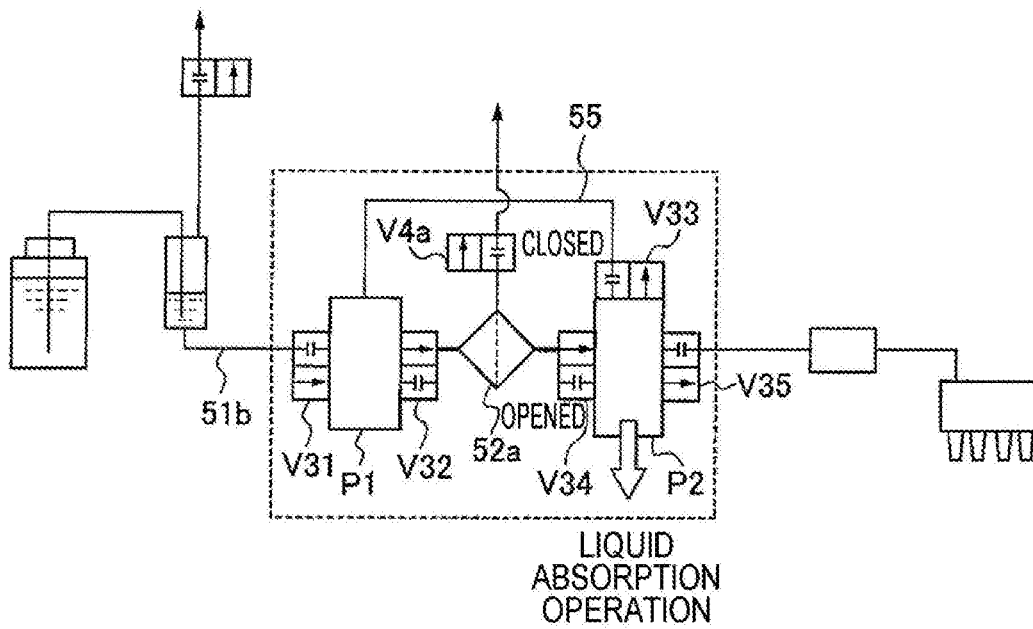 55
V33
V4a
CLOSED
51b
V31
P1
V32
52a
OPENED
V34
P2
V35
LIQUID
ABSORPTION
OPERATION